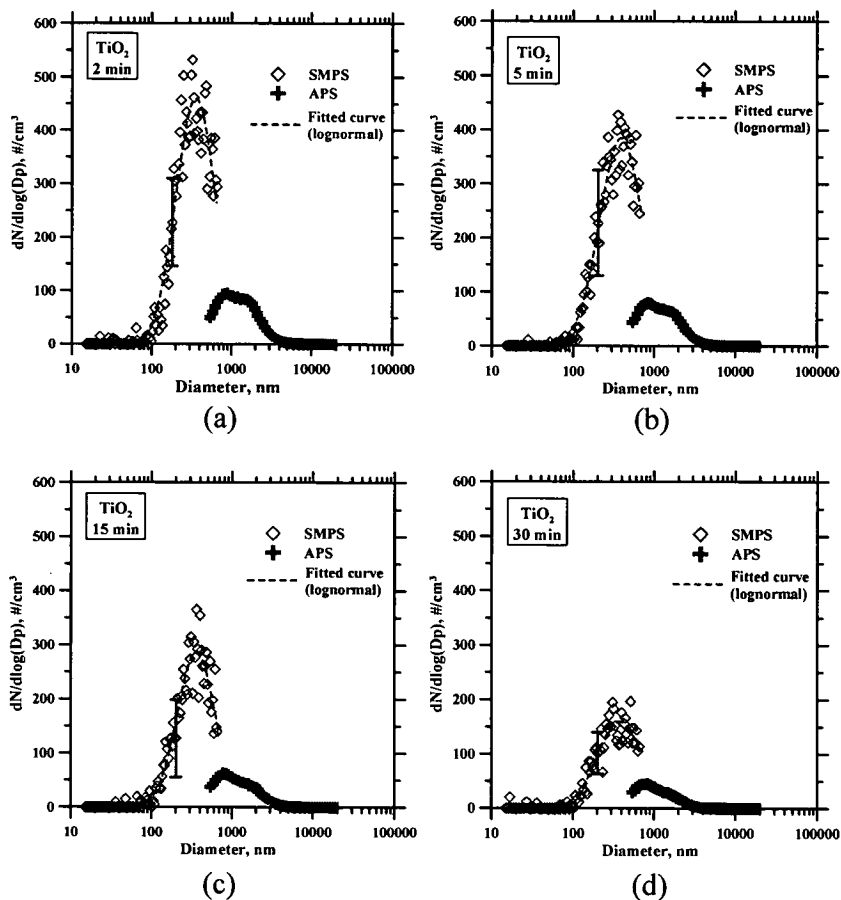 TiO2
2 min
SMPS
APS
Fitted curve
(lognormal)
dN/dlog(Dp), #/cm³
600
500
400
300
200
100
0
10
100
1000
10000
100000
Diameter, nm
(a)
TiO2
5 min
SMPS
APS
Fitted curve
(lognormal)
dN/dlog(Dp), #/cm³
600
500
400
300
200
100
0
10
100
1000
10000
100000
Diameter, nm
(b)
TiO2
15 min
SMPS
APS
Fitted curve
(lognormal)
dN/dlog(Dp), #/cm³
600
500
400
300
200
100
0
10
100
1000
10000
100000
Diameter, nm
(c)
TiO2
30 min
SMPS
APS
Fitted curve
(lognormal)
dN/dlog(Dp), #/cm³
600
500
400
300
200
100
0
10
100
1000
10000
100000
Diameter, nm
(d)